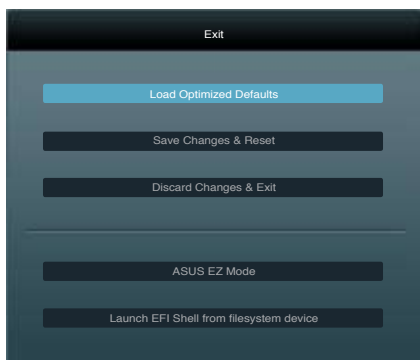 Exit
Load Optimized Defaults
Save Changes & Reset
Discard Changes & Exit
ASUS EZ Mode
Launch EFI Shell from filesystem device